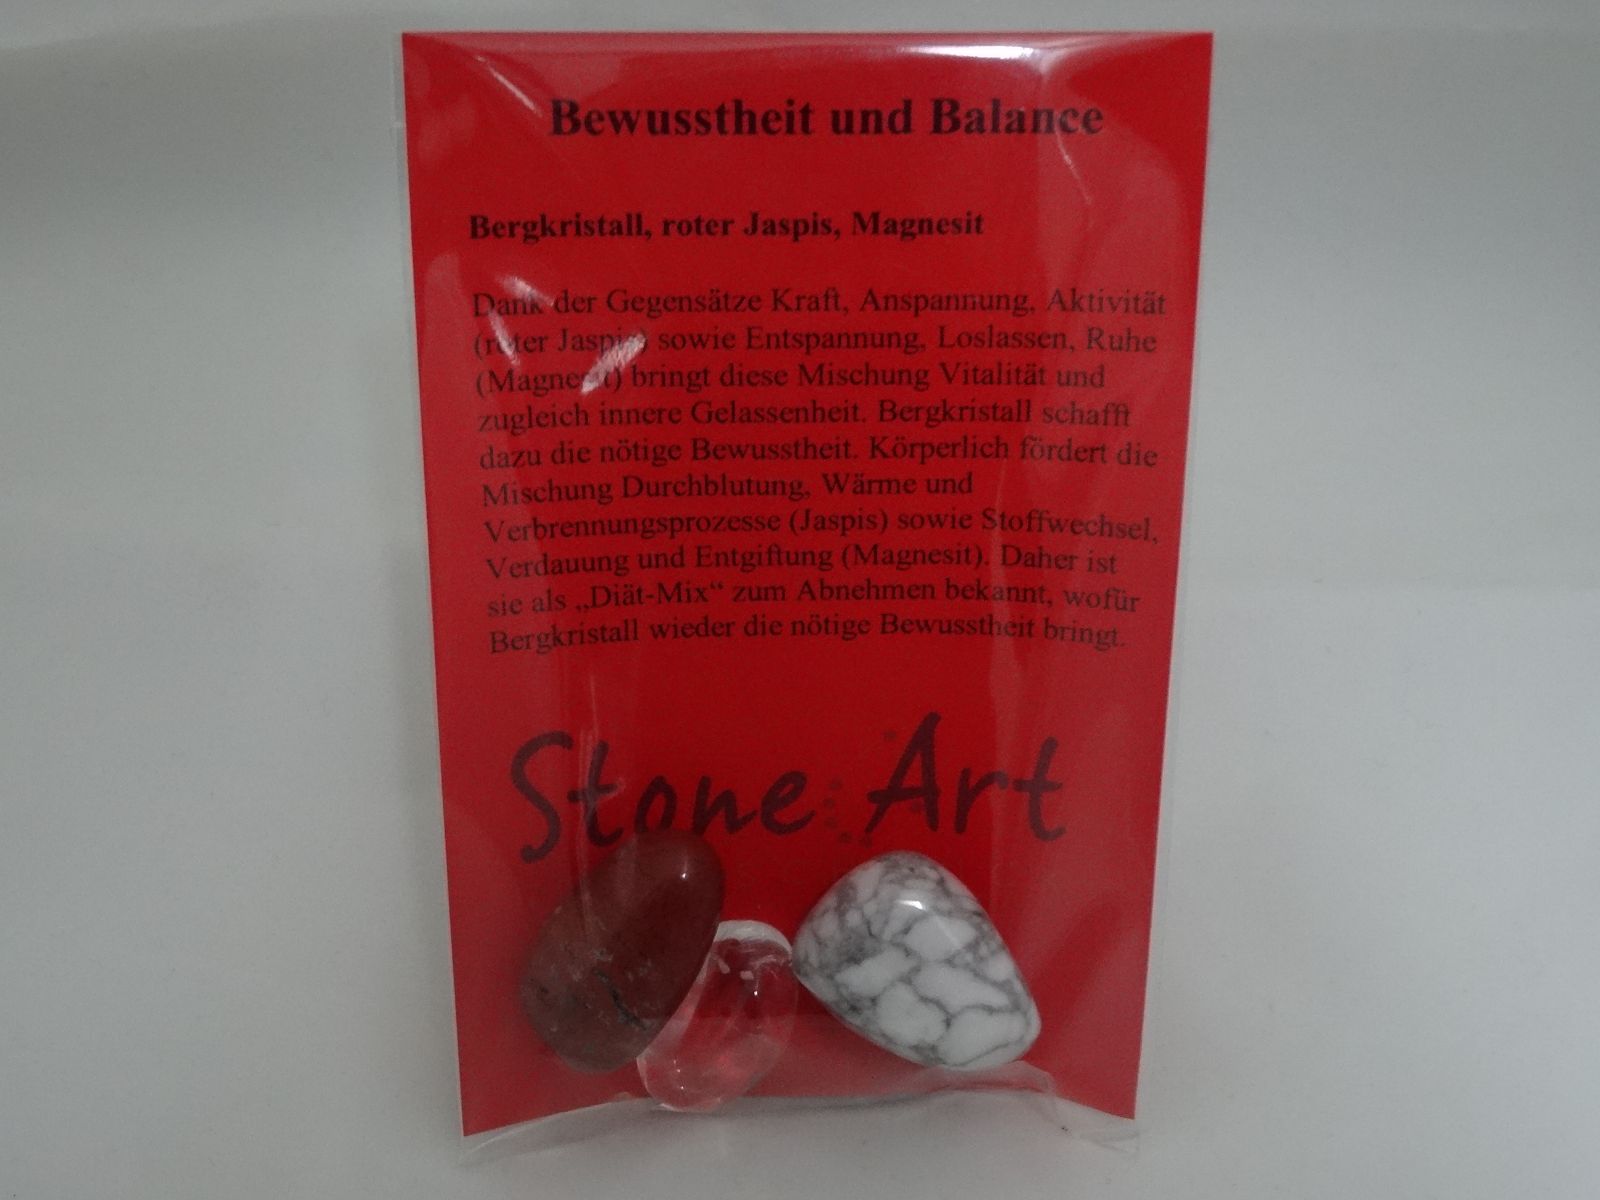 Bewusstheit und Balance
Bergkristall, roter Jaspis, Magnesit
Dank der Gegensätze Kraft, Anspannung, Aktivität
(roter Jaspis) sowie Entspannung, Loslassen, Ruhe
(Magnesit) bringt diese Mischung Vitalität und
zugleich innere Gelassenheit. Bergkristall schafft
dazu die nötige Bewusstheit. Körperlich fördert die
Mischung Durchblutung, Wärme und
Verbrennungsprozesse (Jaspis) sowie Stoffwechsel,
Verdauung und Entgiftung (Magnesit). Daher ist
sie als „Diät-Mix“ zum Abnehmen bekannt, wofür
Bergkristall wieder die nötige Bewusstheit bringt.
Stone Art